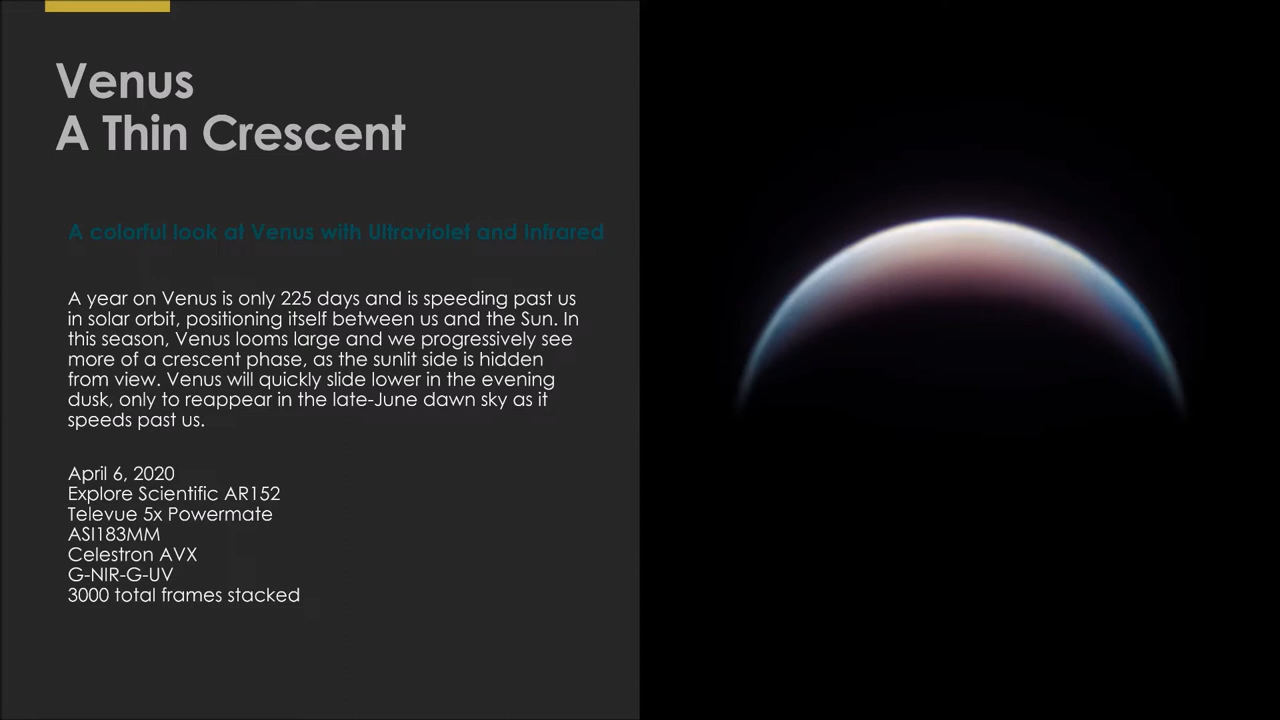 Venus
A Thin Crescent
A colorful look at Venus with Ultraviolet and Infrared
A year on Venus is only 225 days and is speeding past us
in solar orbit, positioning itself between us and the Sun. In
this season, Venus looms large and we progressively see
more of a crescent phase, as the sunlit side is hidden
from view. Venus will quickly slide lower in the evening
dusk, only to reappear in the late-June dawn sky as it
speeds past us.
April 6, 2020
Explore Scientific AR152
Televue 5x Powermate
ASI183MM
Celestron AVX
G-NIR-G-UV
3000 total frames stacked